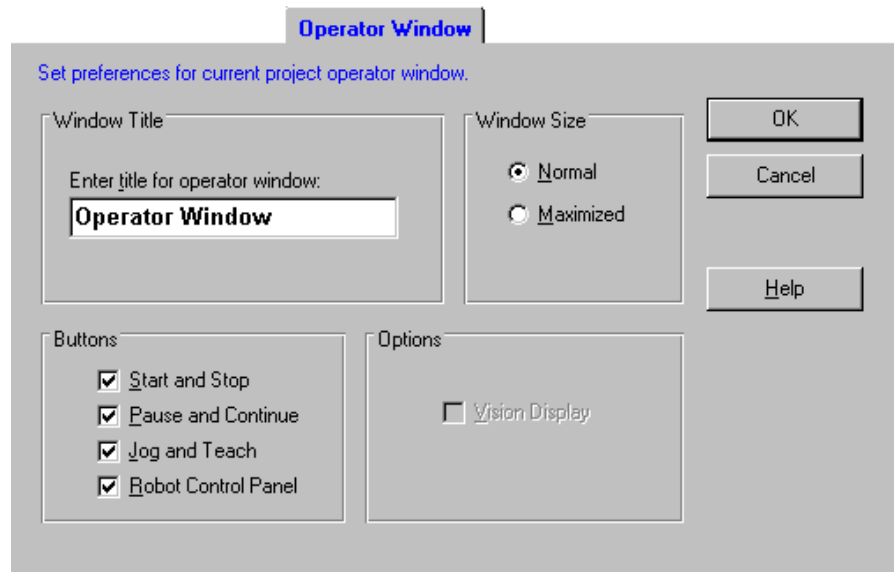 Operator Window
Set preferences for current project operator window.
Window Title
Enter title for operator window:
Operator Window
Window Size
Normal
Maximized
OK
Cancel
Help
Buttons
Start and Stop
Pause and Continue
Jog and Teach
Robot Control Panel
Options
Vision Display